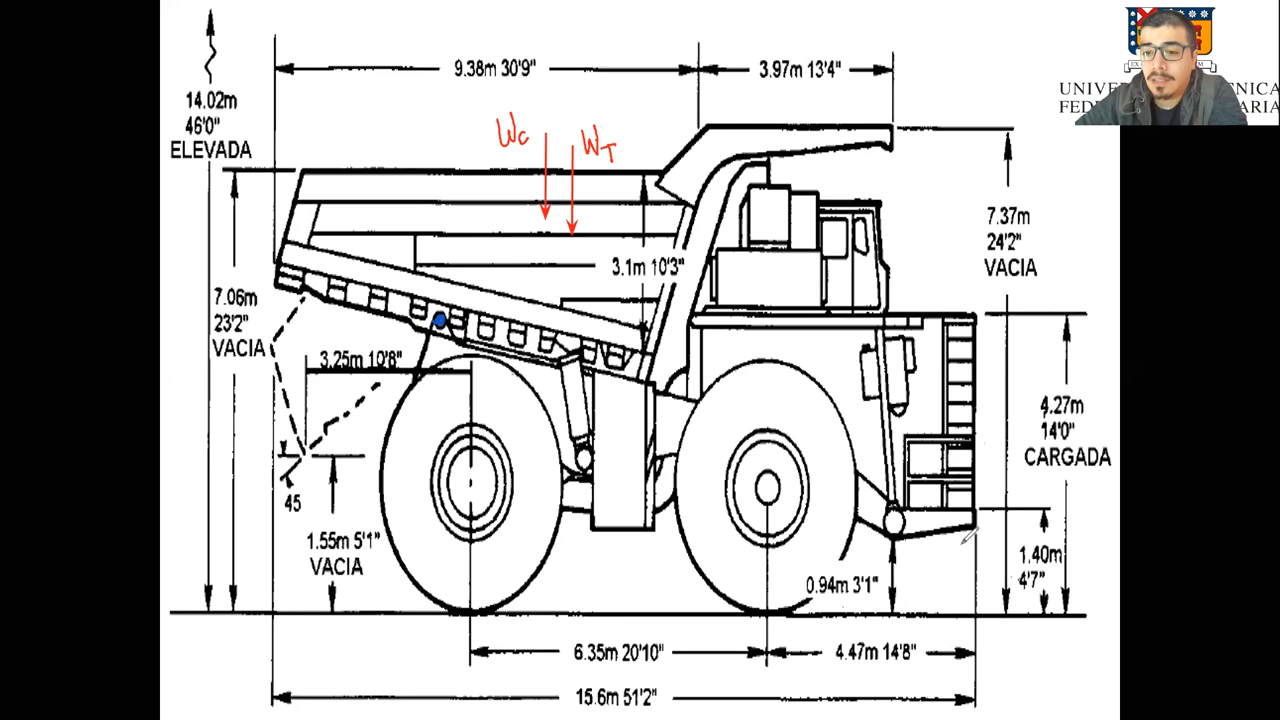 9.38m 30'9"
3.97m 13'4"
14.02m
46'0"
ELEVADA
Wc
WT
7.37m
24'2"
VACIA
3.1m 10'3"
7.06m
23'2"
VACIA
3.25m 10'8"
4.27m
14'0"
CARGADA
45
1.55m 5'1"
VACIA
0.94m 3'1"
1.40m
4'7"
6.35m 20'10"
4.47m 14'8"
15.6m 51'2"